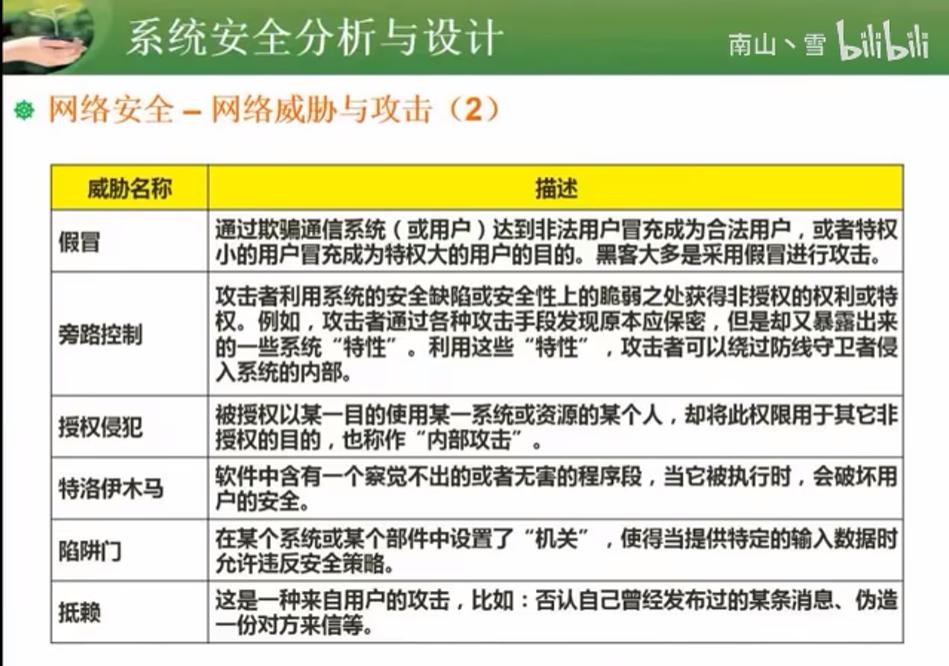 系统安全分析与设计
南山丶雪 bilibili
网络安全 – 网络威胁与攻击（2）
威胁名称
描述
假冒
通过欺骗通信系统（或用户）达到非法用户冒充成为合法用户，或者特权
小的用户冒充成为特权大的用户的目的。黑客大多是采用假冒进行攻击。
旁路控制
攻击者利用系统的安全缺陷或安全性上的脆弱之处获得非授权的权利或特
权。例如，攻击者通过各种攻击手段发现原本应保密，但是却又暴露出来
的一些系统“特性”。利用这些“特性”，攻击者可以绕过防线守卫者侵
入系统的内部。
授权侵犯
被授权以某一目的使用某一系统或资源的某个人，却将此权限用于其它非
授权的目的，也称作“内部攻击”。
特洛伊木马
软件中含有一个察觉不出的或者无害的程序段，当它被执行时，会破坏用
户的安全。
陷阱门
在某个系统或某个部件中设置了“机关”，使得当提供特定的输入数据时
允许违反安全策略。
抵赖
这是一种来自用户的攻击，比如：否认自己曾经发布过的某条消息、伪造
一份对方来信等。